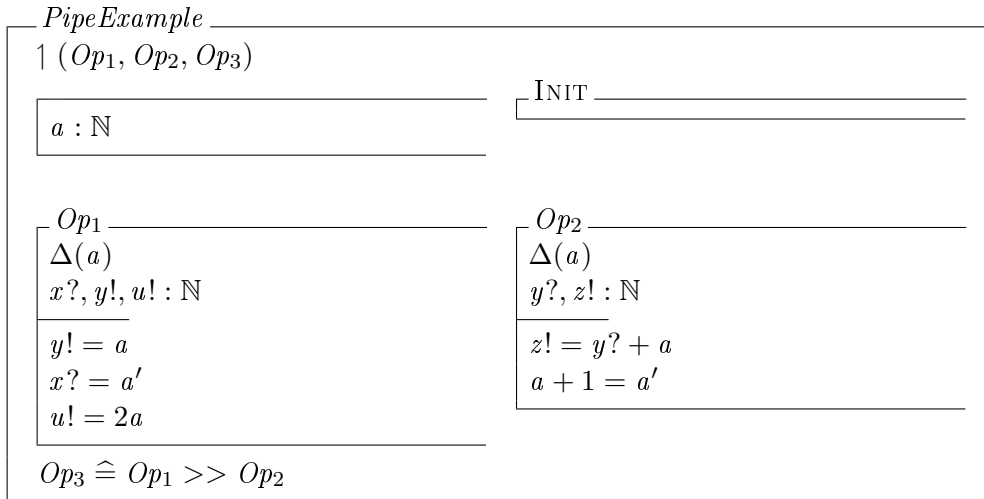 PipeExample
↿ (Op₁, Op₂, Op₃)
a : ℕ
INIT
Op₁
Δ(a)
x?, y!, u! : ℕ
y! = a
x? = a′
u! = 2a
Op₂
Δ(a)
y?, z! : ℕ
z! = y? + a
a + 1 = a′
Op₃ ≙ Op₁ >> Op₂